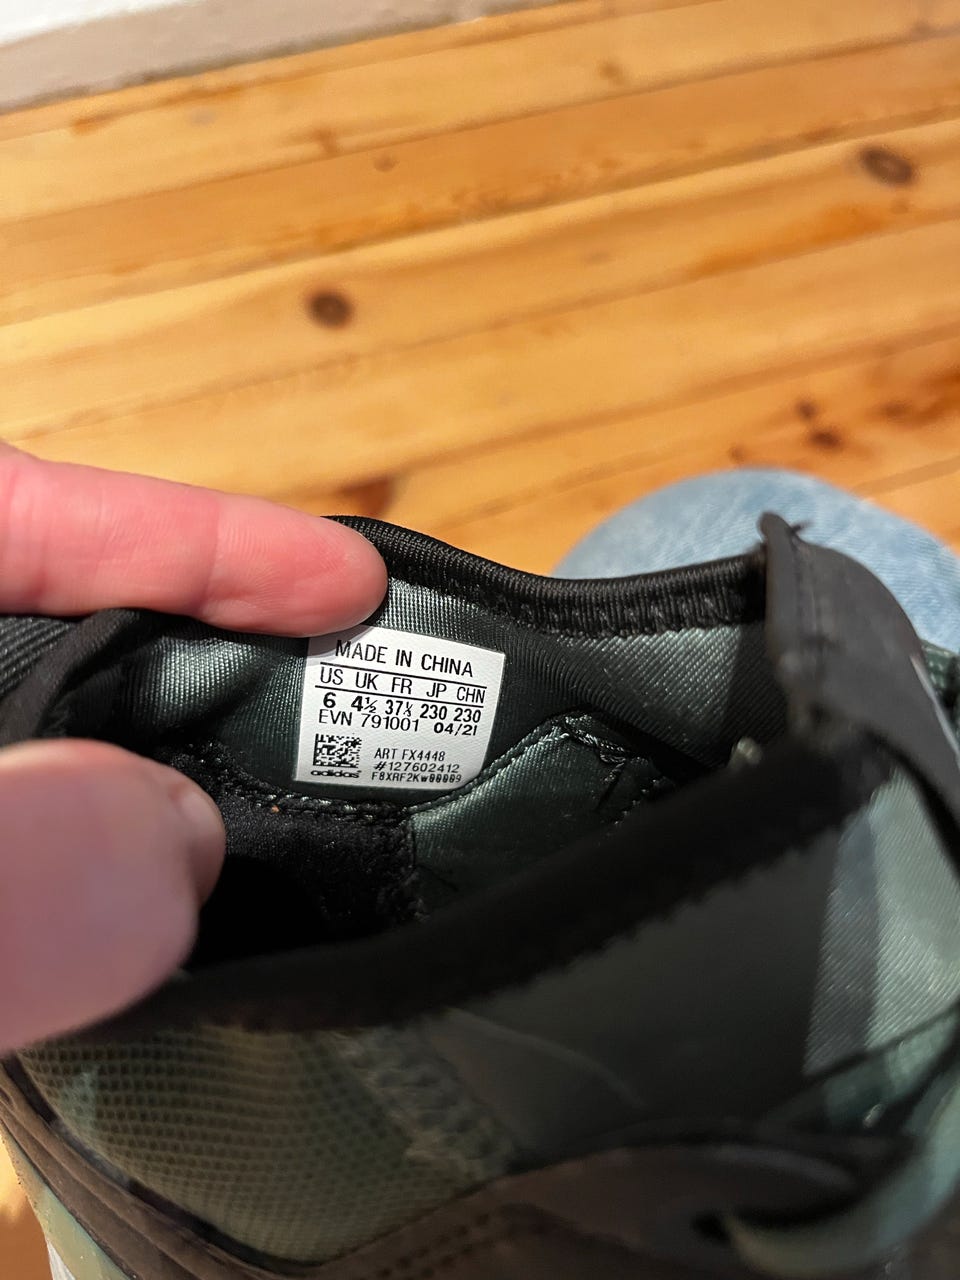 MADE IN CHINA
US UK FR JP CHN
6 4½ 37⅓ 230 230
EVN 791001 04/21
ART FX4448
#127602412
adidas
F8XRF2KW00009